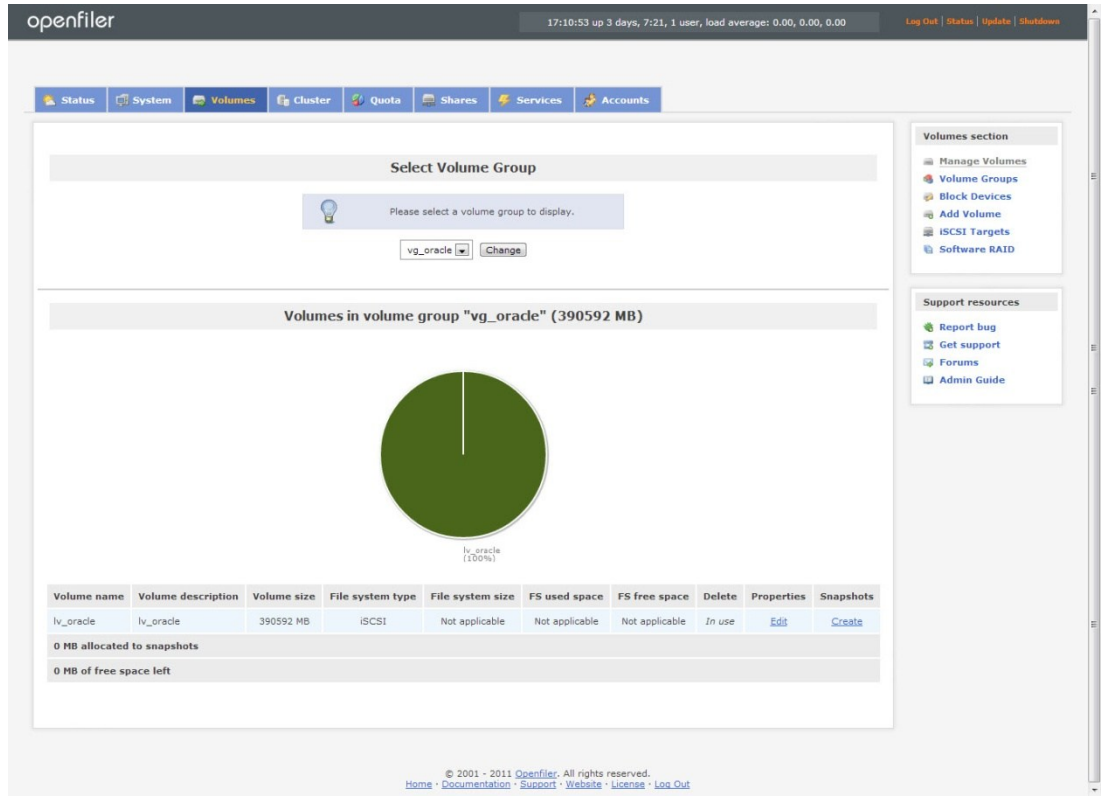 openfiler
17:10:53 up 3 days, 7:21, 1 user, load average: 0.00, 0.00, 0.00
Log Out | Status | Update | Shutdown
Status System Volumes Cluster Quota Shares Services Accounts
Select Volume Group
Please select a volume group to display.
vg_oracle Change
Volumes in volume group "vg_oracle" (390592 MB)
lv_oracle
(100%)
Volume name Volume description Volume size File system type File system size FS used space FS free space Delete Properties Snapshots
lv_oracle lv_oracle 390592 MB iSCSI Not applicable Not applicable Not applicable In use Edit Create
0 MB allocated to snapshots
0 MB of free space left
Volumes section
Manage Volumes
Volume Groups
Block Devices
Add Volume
iSCSI Targets
Software RAID
Support resources
Report bug
Get support
Forums
Admin Guide
© 2001 - 2011 Openfiler. All rights reserved.
Home · Documentation · Support · Website · License · Log Out